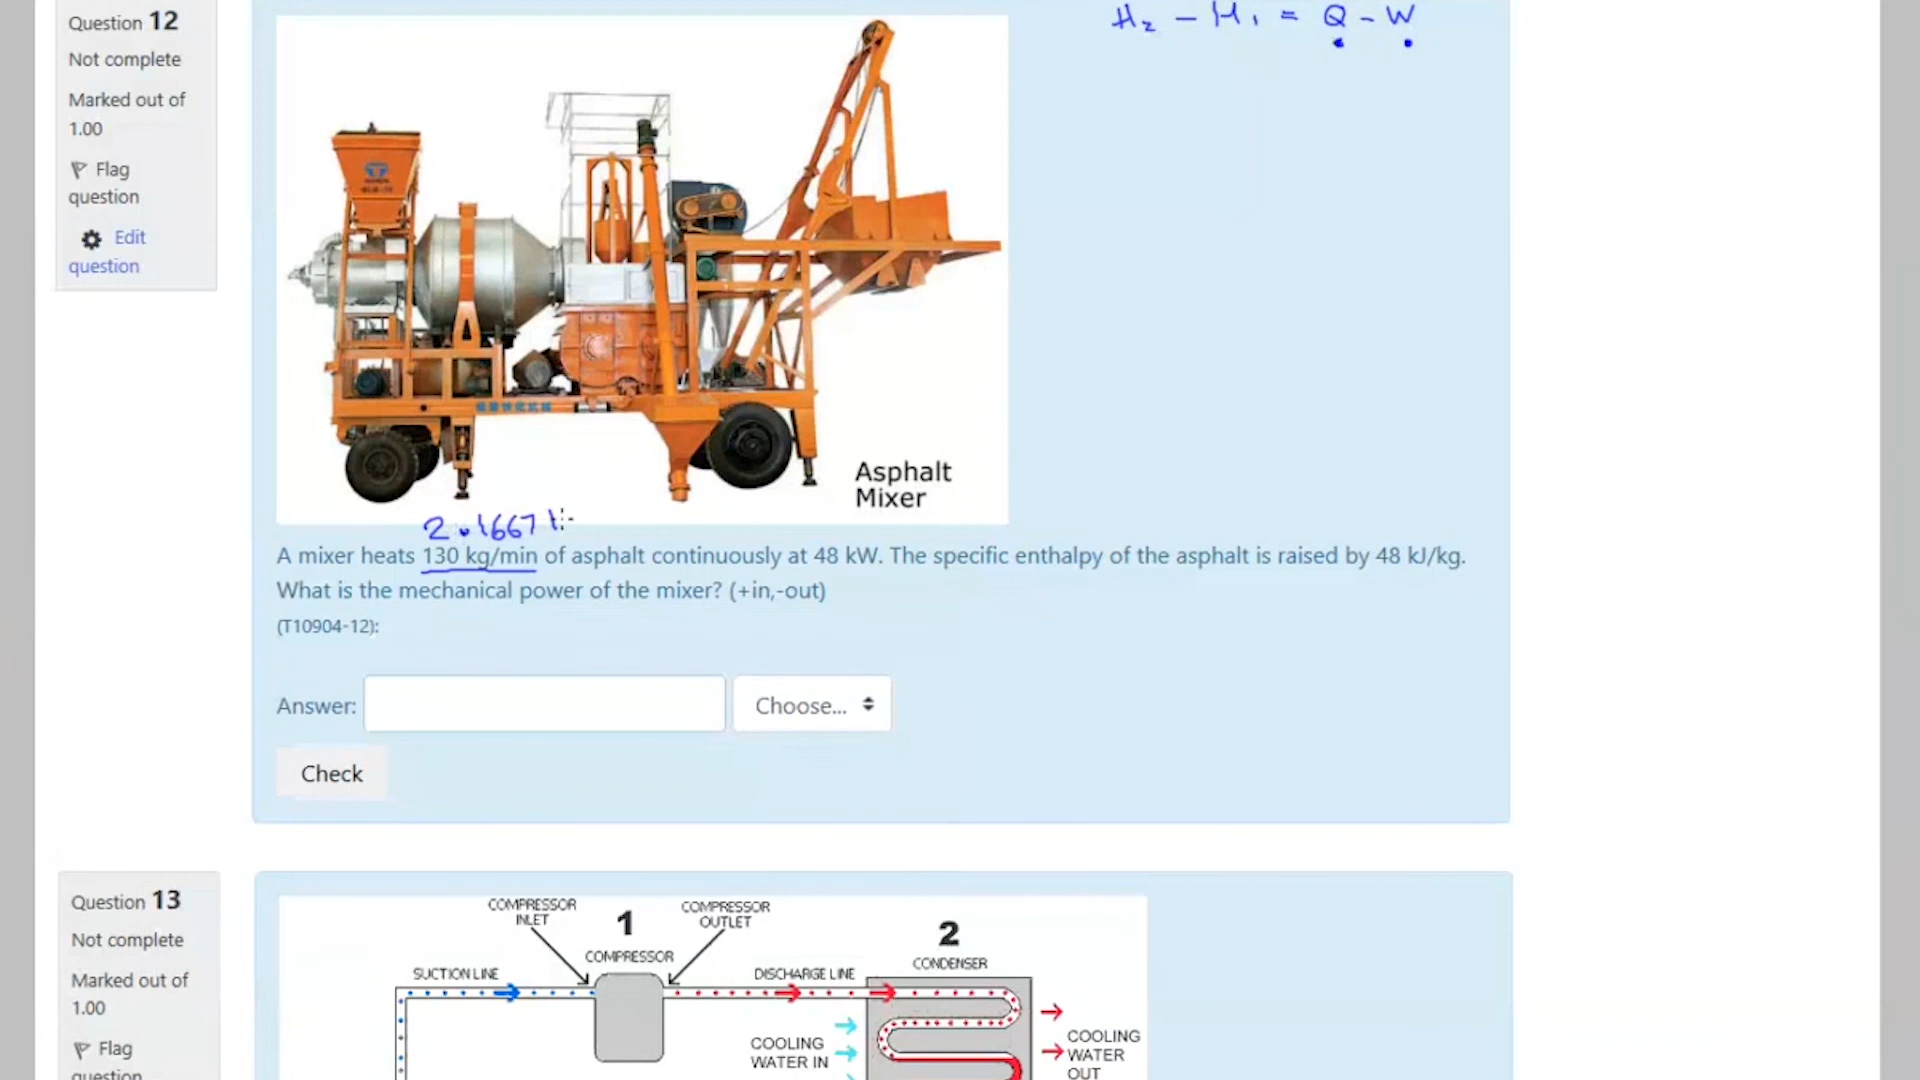 Question 12
Not complete
Marked out of
1.00
Flag
question
Edit
question
H₂ - H₁ = Q - W
Asphalt
Mixer
2.1667
A mixer heats 130 kg/min of asphalt continuously at 48 kW. The specific enthalpy of the asphalt is raised by 48 kJ/kg.
What is the mechanical power of the mixer? (+in,-out)
(T10904-12):
Answer:
Choose...
Check
Question 13
Not complete
Marked out of
1.00
Flag
question
COMPRESSOR
INLET
1
COMPRESSOR
OUTLET
COMPRESSOR
2
CONDENSER
SUCTION LINE
DISCHARGE LINE
COOLING
WATER IN
COOLING
WATER
OUT